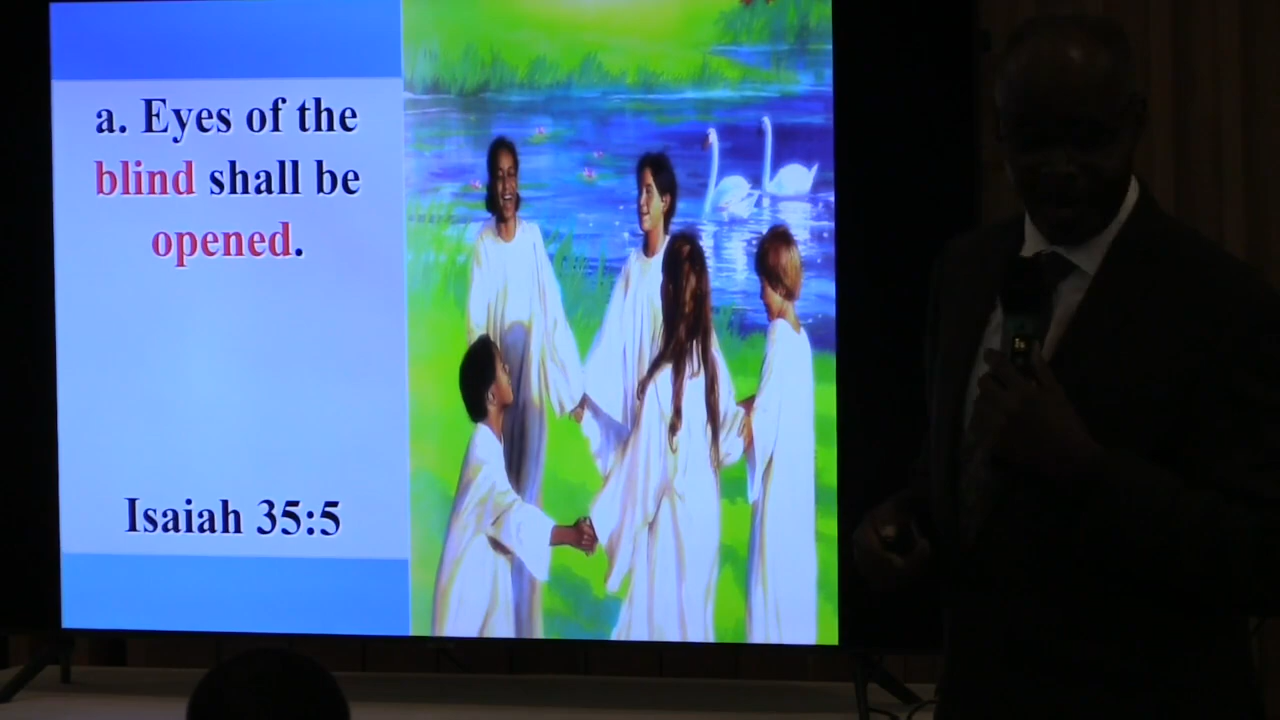 a. Eyes of the
blind shall be
opened.
Isaiah 35:5